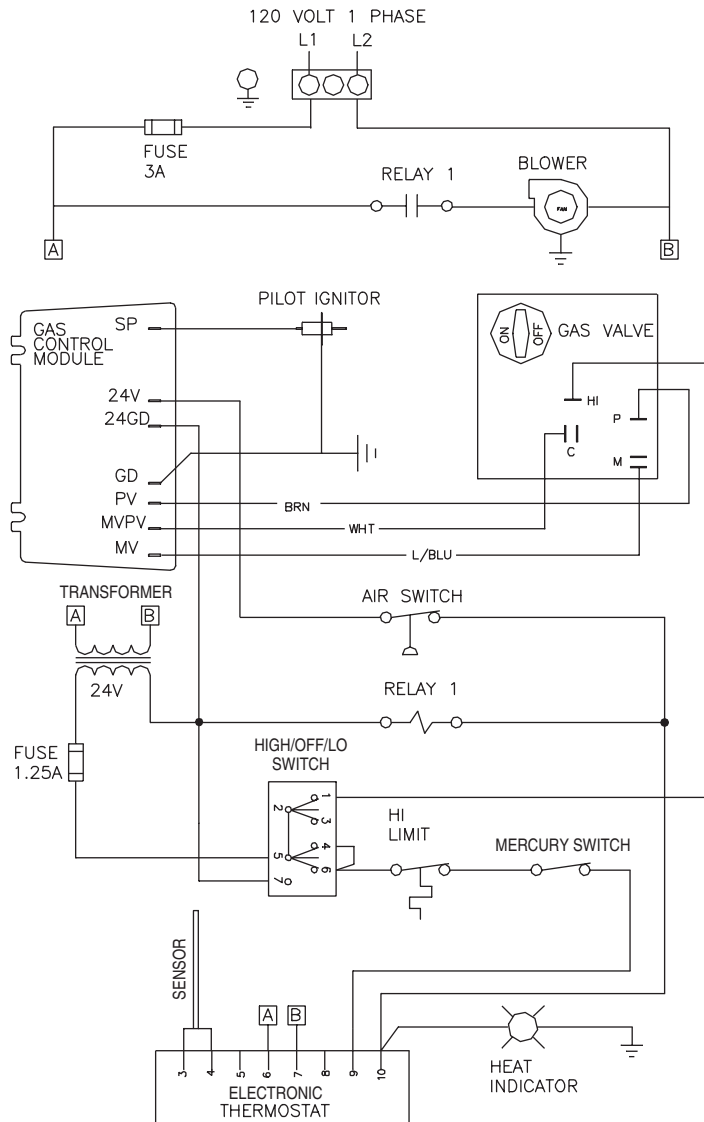 120 VOLT 1 PHASE
L1 L2
FUSE
3A
RELAY 1
BLOWER
FAN
A
B
PILOT IGNITOR
GAS
CONTROL
MODULE
SP
24V
24GD
GD
PV
MVPV
MV
ON
OFF
GAS VALVE
HI
P
C
M
BRN
WHT
L/BLU
TRANSFORMER
A B
24V
AIR SWITCH
RELAY 1
FUSE
1.25A
HIGH/OFF/LO
SWITCH
1
2
3
4
5
6
7
HI
LIMIT
MERCURY SWITCH
SENSOR
A B
3 4 5 6 7 8 9 10
ELECTRONIC
THERMOSTAT
HEAT
INDICATOR